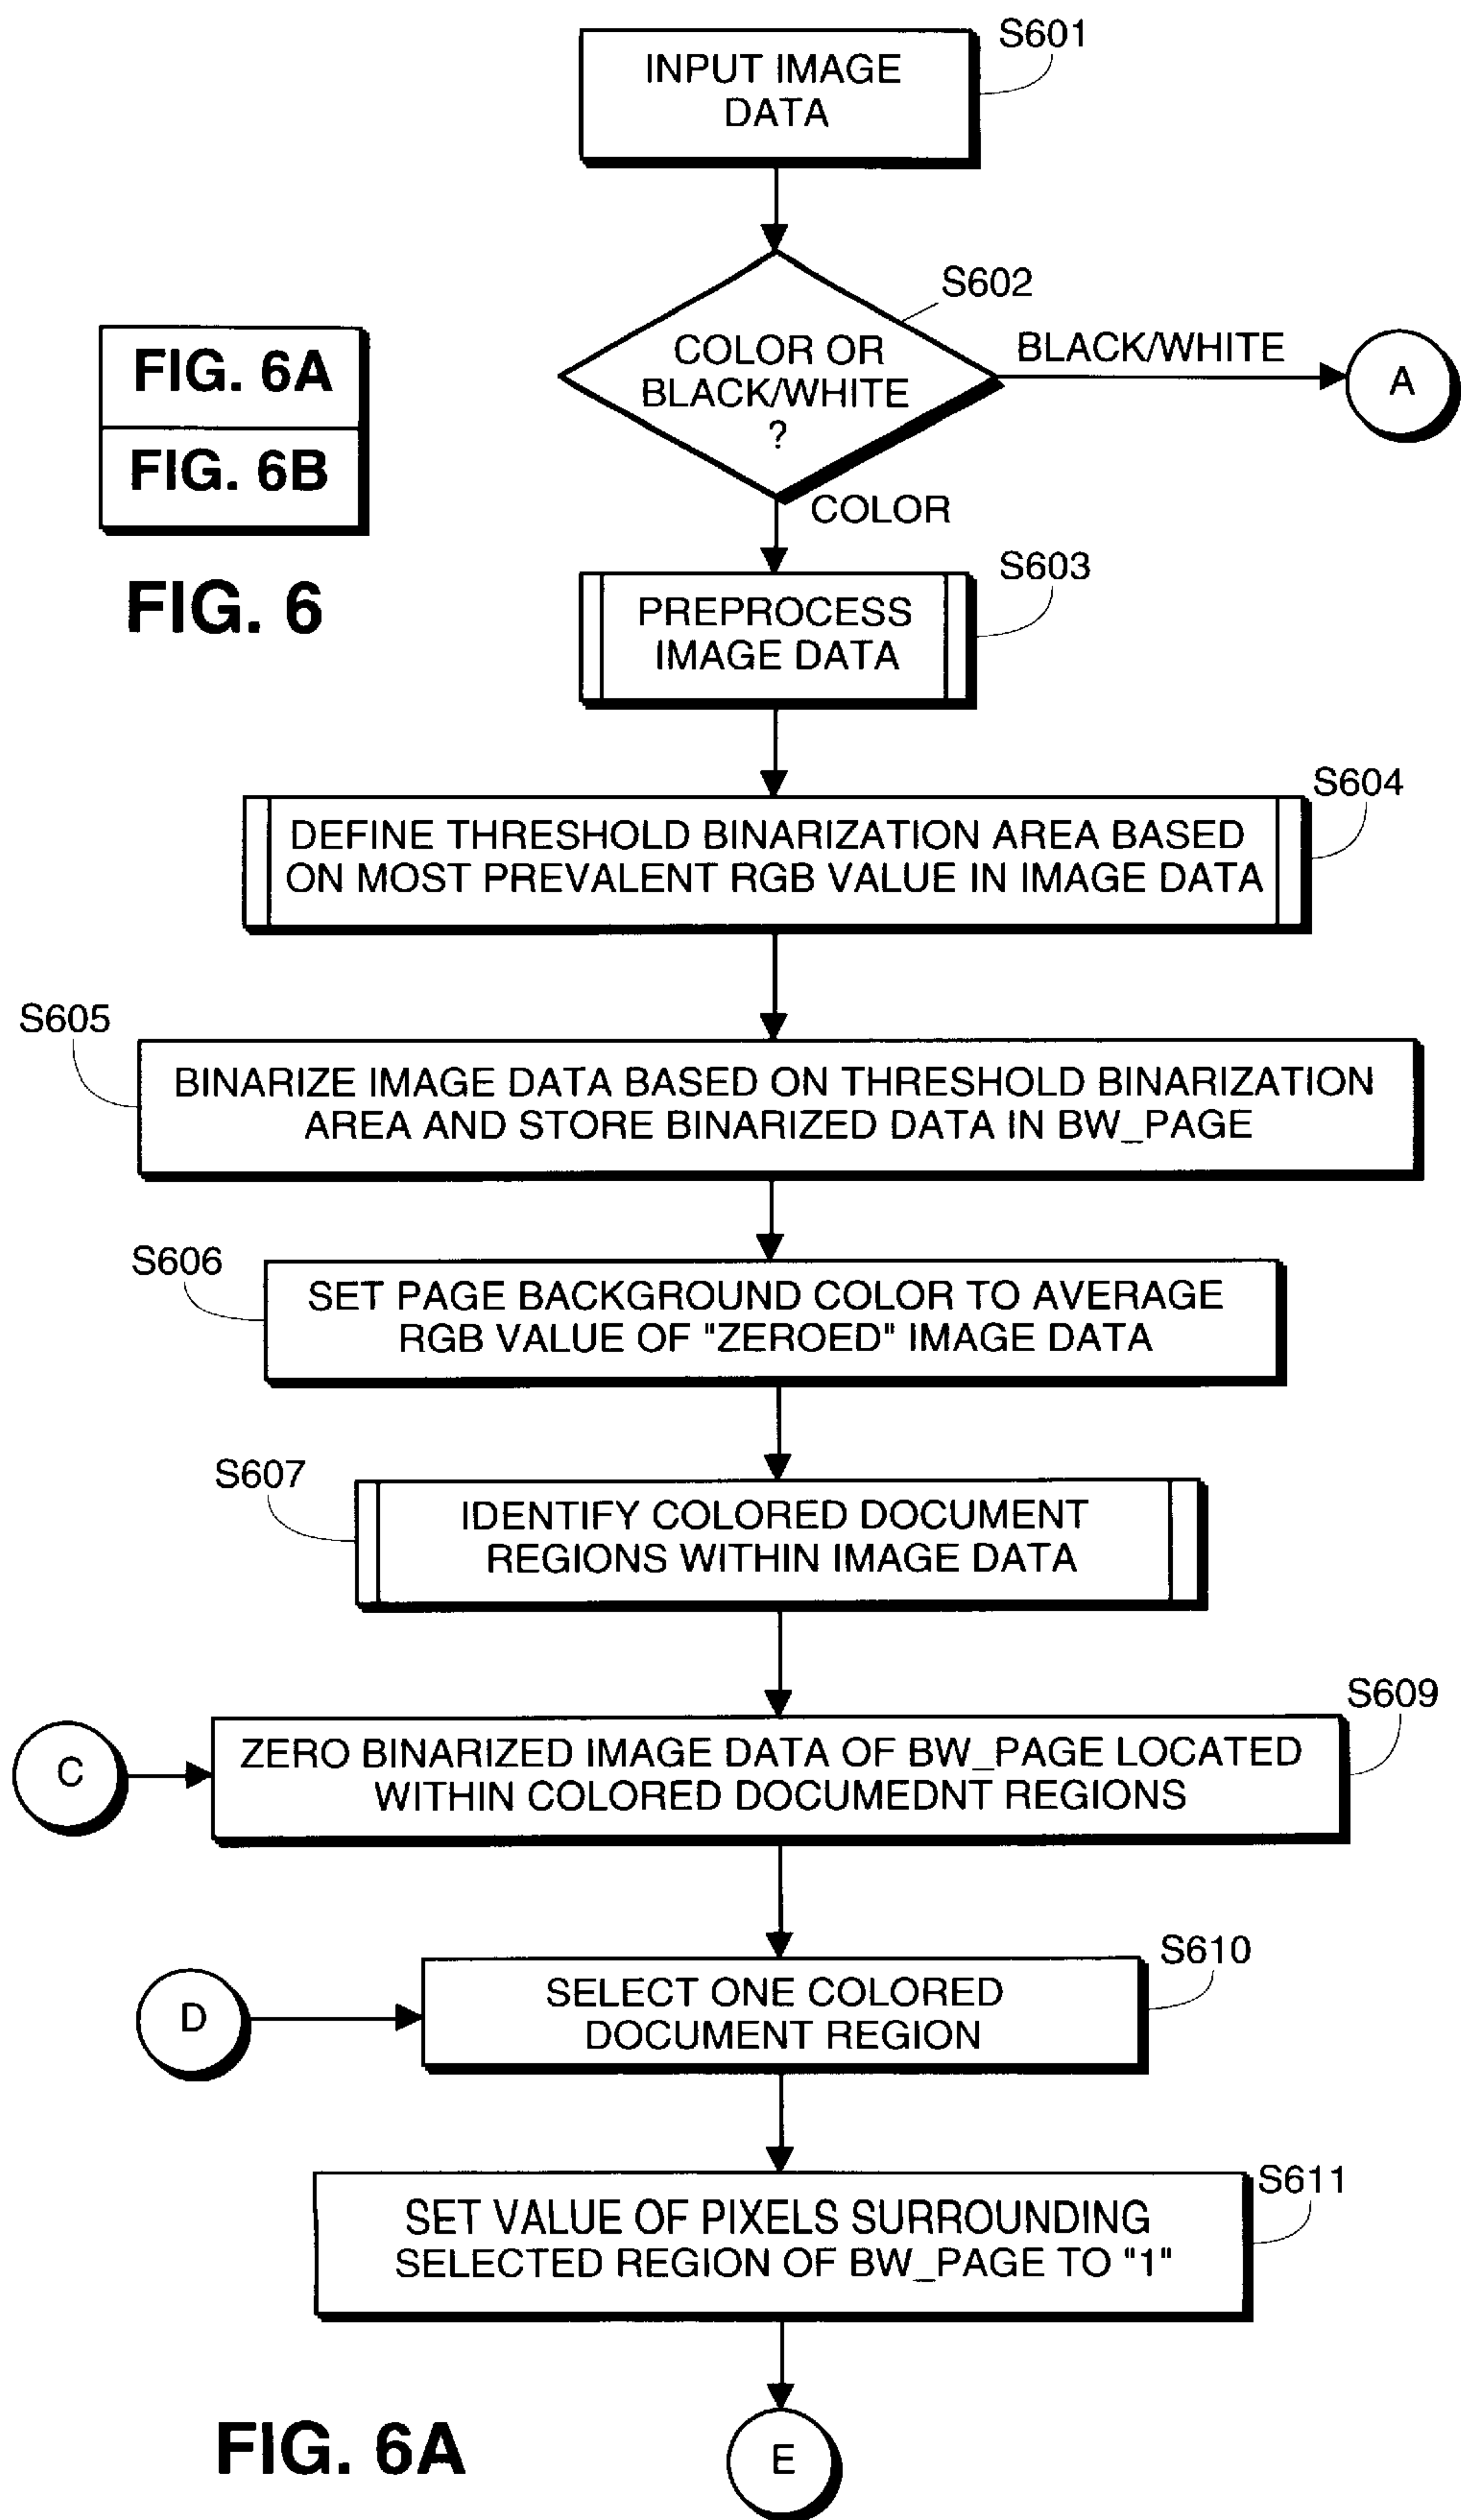 S601
INPUT IMAGE
DATA
S602
COLOR OR
BLACK/WHITE
?
BLACK/WHITE
A
FIG. 6A
FIG. 6B
FIG. 6
COLOR
S603
PREPROCESS
IMAGE DATA
S604
DEFINE THRESHOLD BINARIZATION AREA BASED
ON MOST PREVALENT RGB VALUE IN IMAGE DATA
S605
BINARIZE IMAGE DATA BASED ON THRESHOLD BINARIZATION
AREA AND STORE BINARIZED DATA IN BW_PAGE
S606
SET PAGE BACKGROUND COLOR TO AVERAGE
RGB VALUE OF "ZEROED" IMAGE DATA
S607
IDENTIFY COLORED DOCUMENT
REGIONS WITHIN IMAGE DATA
S609
C
ZERO BINARIZED IMAGE DATA OF BW_PAGE LOCATED
WITHIN COLORED DOCUMEDNT REGIONS
S610
D
SELECT ONE COLORED
DOCUMENT REGION
S611
SET VALUE OF PIXELS SURROUNDING
SELECTED REGION OF BW_PAGE TO "1"
FIG. 6A
E